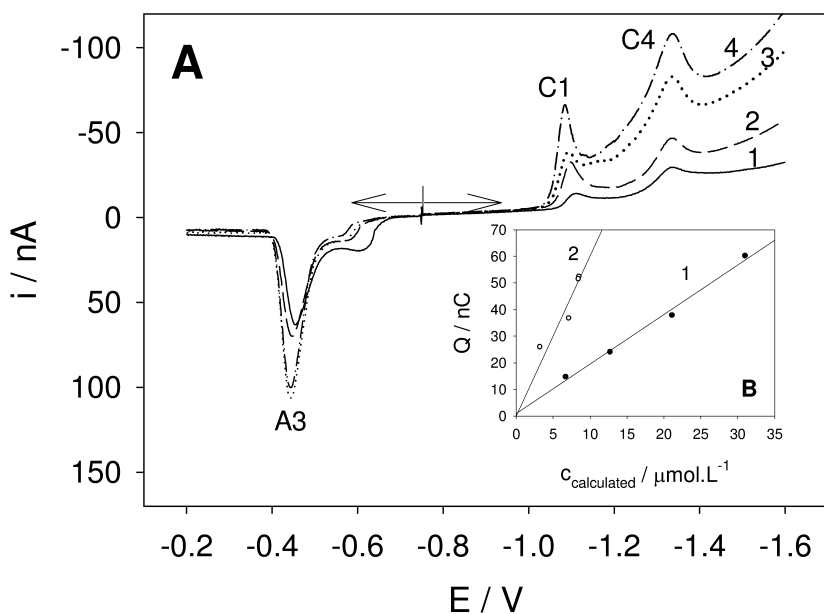 A
-100
-50
0
50
100
150
i / nA
-0.2 -0.4 -0.6 -0.8 -1.0 -1.2 -1.4 -1.6
E / V
C1
C4
4
3
2
1
A3
70
60
50
40
30
20
10
0
Q / nC
2
1
B
0 5 10 15 20 25 30 35
c calculated / μmol.L-1